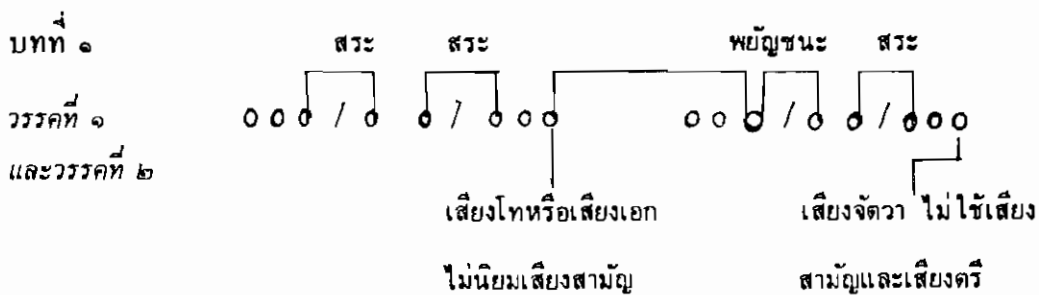 บทที่ ๑ สระ สระ พยัญชนะ สระ
วรรคที่ ๑ o o o / o o / o o o o o o / o o / o o o
และวรรคที่ ๒
เสียงโทหรือเสียงเอก เสียงจัตวา ไม่ใช้เสียง
ไม่นิยมเสียงสามัญ สามัญและเสียงตรี